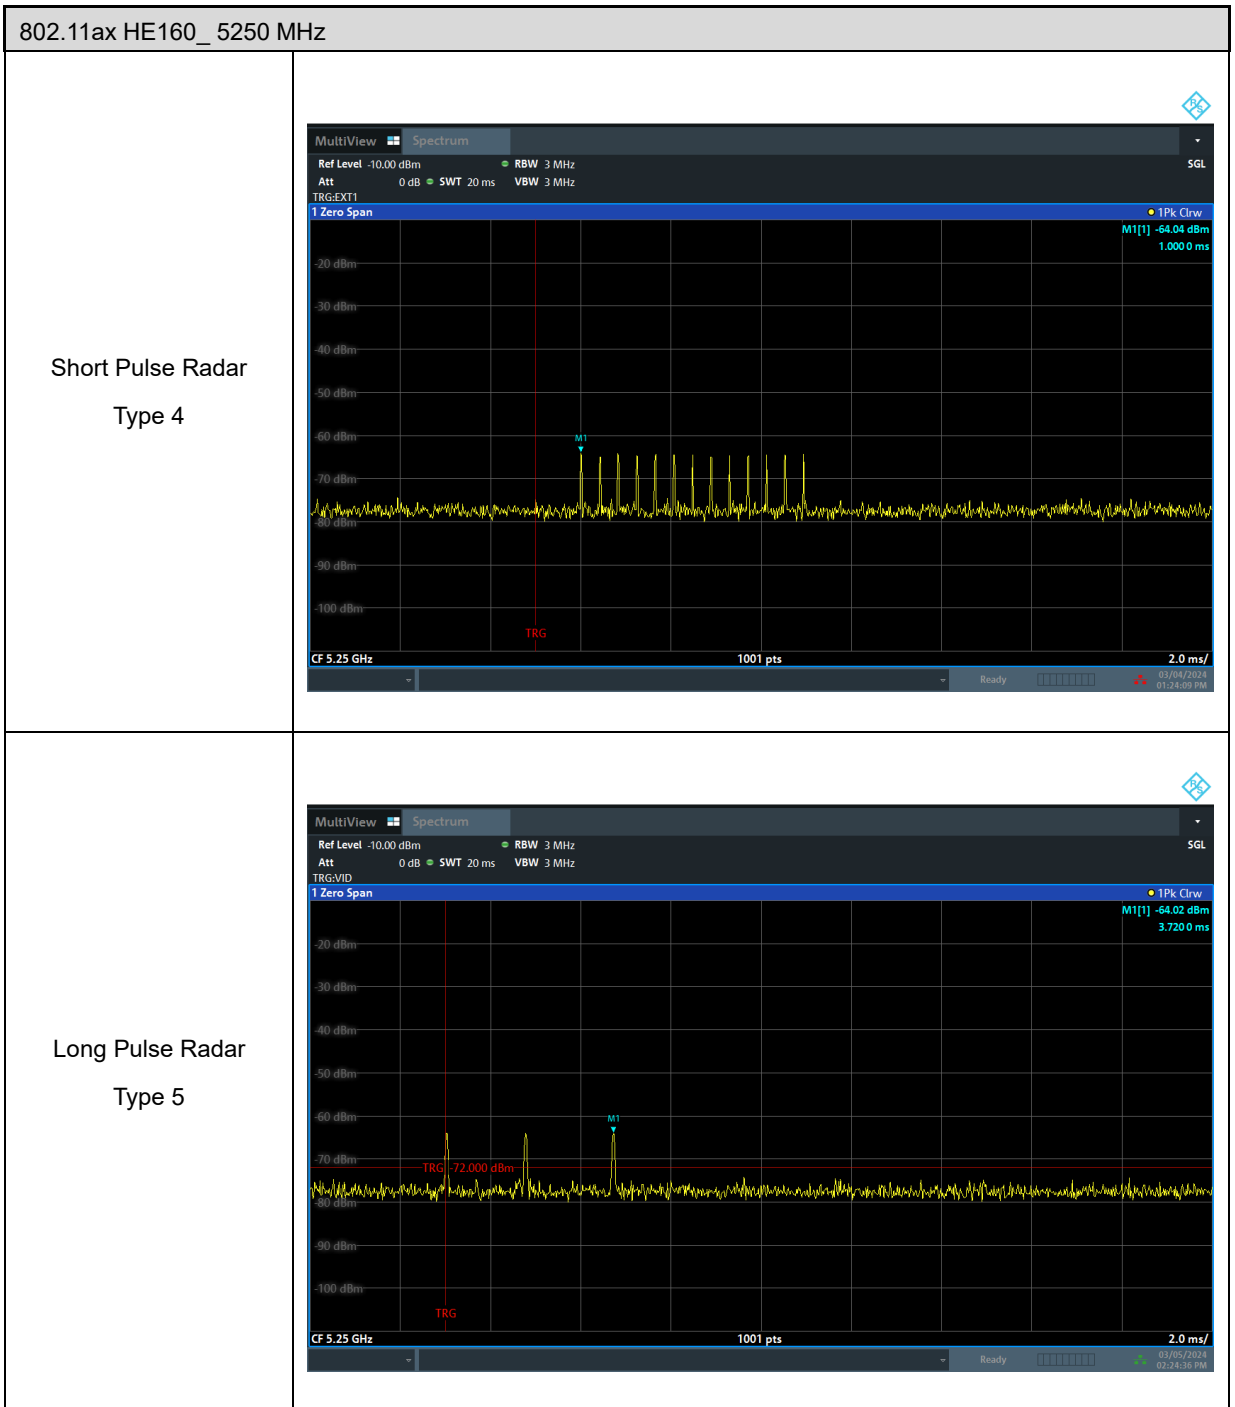 802.11ax HE160_ 5250 MHz
Short Pulse Radar
Type 4
R&S
MultiView Spectrum
Ref Level -10.00 dBm RBW 3 MHz SGL
Att 0 dB SWT 20 ms VBW 3 MHz
TRG:EXT1
1 Zero Span 1Pk Clrw
M1[1] -64.04 dBm
1.000 0 ms
-20 dBm
-30 dBm
-40 dBm
-50 dBm
-60 dBm
M1
-70 dBm
-80 dBm
-90 dBm
-100 dBm
TRG
CF 5.25 GHz 1001 pts 2.0 ms/
Ready 03/04/2024
01:24:09 PM
Long Pulse Radar
Type 5
R&S
MultiView Spectrum
Ref Level -10.00 dBm RBW 3 MHz SGL
Att 0 dB SWT 20 ms VBW 3 MHz
TRG:VID
1 Zero Span 1Pk Clrw
M1[1] -64.02 dBm
3.720 0 ms
-20 dBm
-30 dBm
-40 dBm
-50 dBm
-60 dBm
M1
-70 dBm
TRG -72.000 dBm
-80 dBm
-90 dBm
-100 dBm
TRG
CF 5.25 GHz 1001 pts 2.0 ms/
Ready 03/05/2024
02:24:36 PM